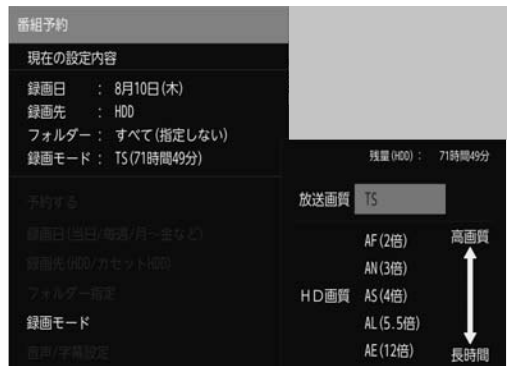 番組予約
現在の設定内容
録画日 : 8月10日(木)
録画先 : HDD
フォルダー : すべて(指定しない)
録画モード : TS(71時間49分)
予約する
録画日(当日/毎週/月~金など)
録画先(HDD/カセットHDD)
フォルダー指定
録画モード
音声/字幕設定
残量(HDD) : 71時間49分
放送画質 TS
AF(2倍) 高画質
AN(3倍)
HD画質 AS(4倍)
AL(5.5倍)
AE(12倍) 長時間